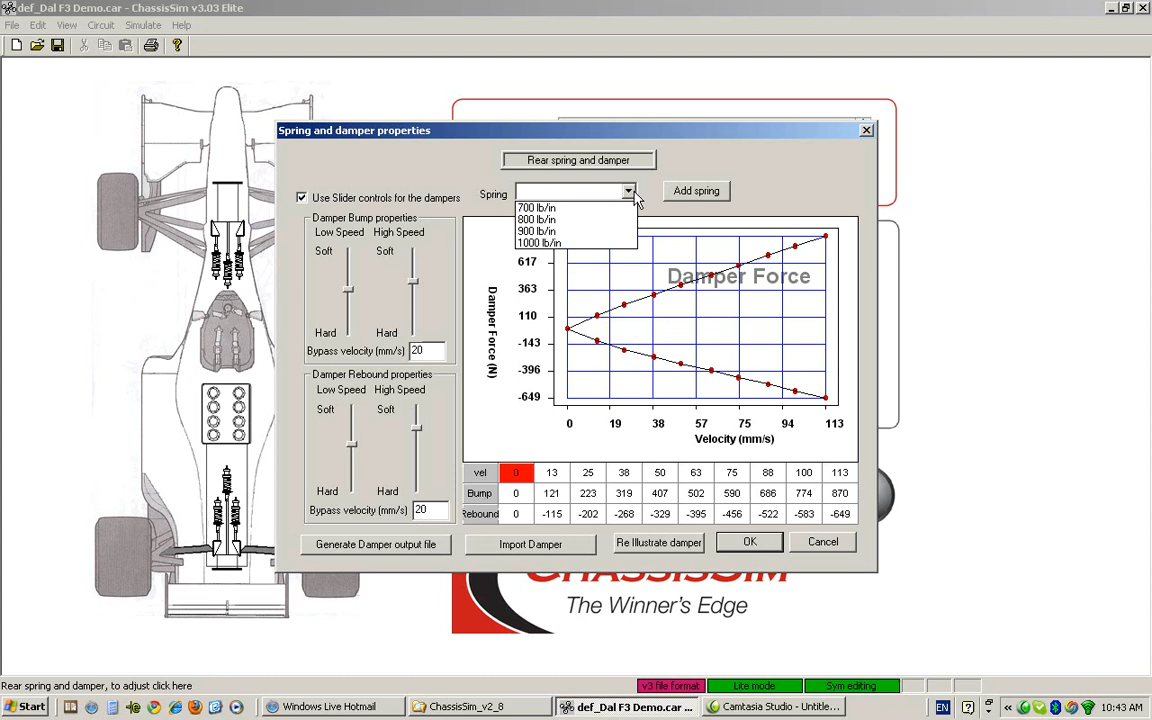 def_Dal F3 Demo.car - ChassisSim v3.03 Elite
File Edit View Circuit Simulate Help
Spring and damper properties
Rear spring and damper
Use Slider controls for the dampers
Spring
Add spring
700 lb/in
800 lb/in
900 lb/in
1000 lb/in
Damper Bump properties
Low Speed High Speed
Soft Soft
Hard Hard
Bypass velocity (mm/s) 20
Damper Rebound properties
Low Speed High Speed
Soft Soft
Hard Hard
Bypass velocity (mm/s) 20
Damper Force
Damper Force (N)
617
363
110
-143
-396
-649
0 19 38 57 75 94 113
Velocity (mm/s)
vel 0 13 25 38 50 63 75 88 100 113
Bump 0 121 223 319 407 502 590 686 774 870
Rebound 0 -115 -202 -268 -329 -395 -456 -522 -583 -649
Generate Damper output file
Import Damper
Re Illustrate damper
OK
Cancel
CHASSISSIM
The Winner's Edge
Rear spring and damper, to adjust click here
v3 file format
Lite mode
Sym editing
Start
Windows Live Hotmail
ChassisSim_v2_8
def_Dal F3 Demo.car ...
Camtasia Studio - Untitle...
EN
10:43 AM